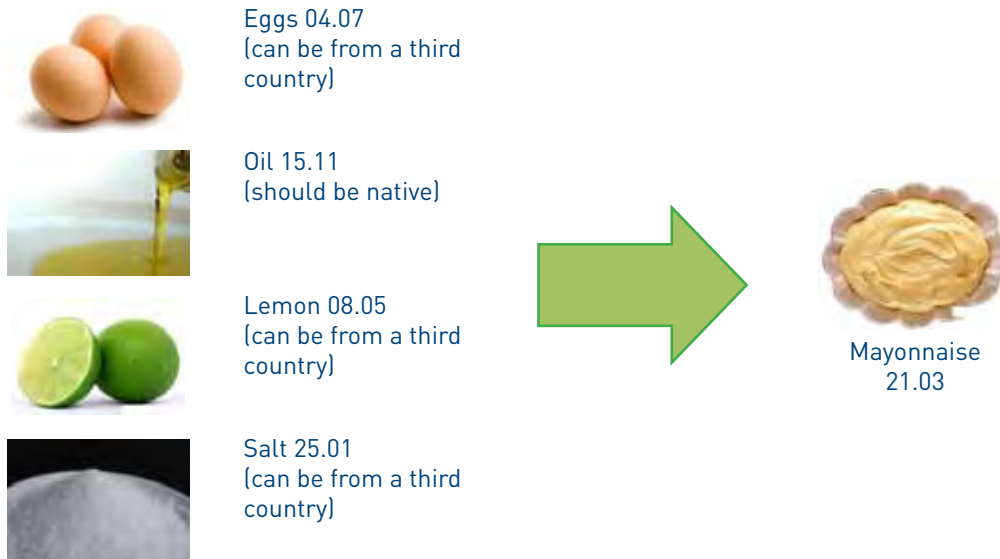 Eggs 04.07
(can be from a third
country)
Oil 15.11
(should be native)
Lemon 08.05
(can be from a third
country)
Salt 25.01
(can be from a third
country)
Mayonnaise
21.03